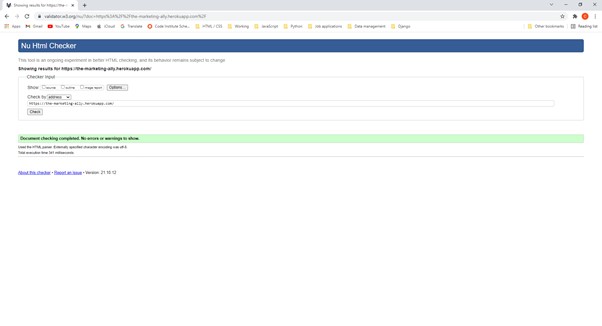 Showing results for https://the-m
validator.w3.org/nu/?doc=https%3A%2F%2Fthe-marketing-ally.herokuapp.com%2F
Apps Gmail YouTube Maps iCloud Translate Code Institute Sche... HTML / CSS Working JavaScript Python Job applications Data management Django Other bookmarks Reading list
Nu Html Checker
This tool is an ongoing experiment in better HTML checking, and its behavior remains subject to change
Showing results for https://the-marketing-ally.herokuapp.com/
Checker Input
Show source outline image report Options...
Check by address
https://the-marketing-ally.herokuapp.com/
Check
Document checking completed. No errors or warnings to show.
Used the HTML parser. Externally specified character encoding was utf-8.
Total execution time 341 milliseconds.
About this checker • Report an issue • Version: 21.10.12